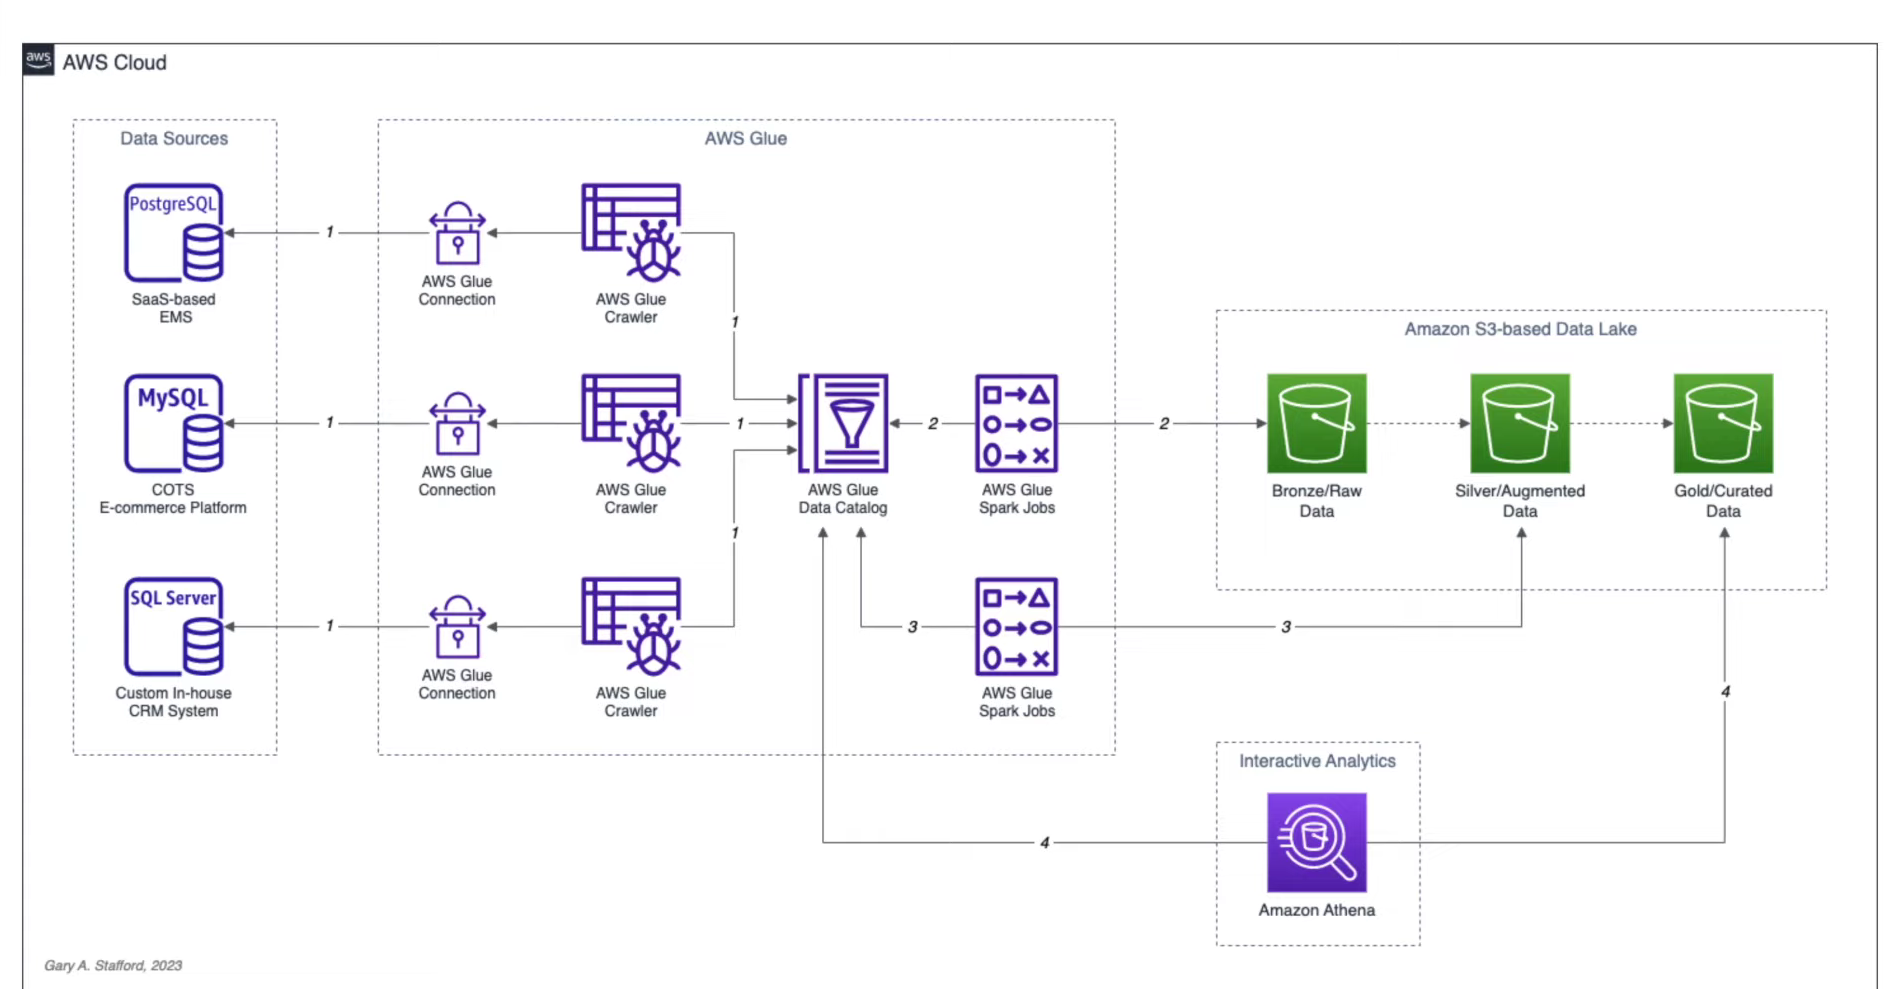 aws
AWS Cloud
Data Sources
PostgreSQL
SaaS-based
EMS
MySQL
COTS
E-commerce Platform
SQL Server
Custom In-house
CRM System
1
1
1
AWS Glue
AWS Glue
Connection
AWS Glue
Crawler
AWS Glue
Connection
AWS Glue
Crawler
AWS Glue
Connection
AWS Glue
Crawler
1
1
1
AWS Glue
Data Catalog
2
AWS Glue
Spark Jobs
3
AWS Glue
Spark Jobs
2
3
Amazon S3-based Data Lake
Bronze/Raw
Data
Silver/Augmented
Data
Gold/Curated
Data
4
4
Interactive Analytics
Amazon Athena
Gary A. Stafford, 2023